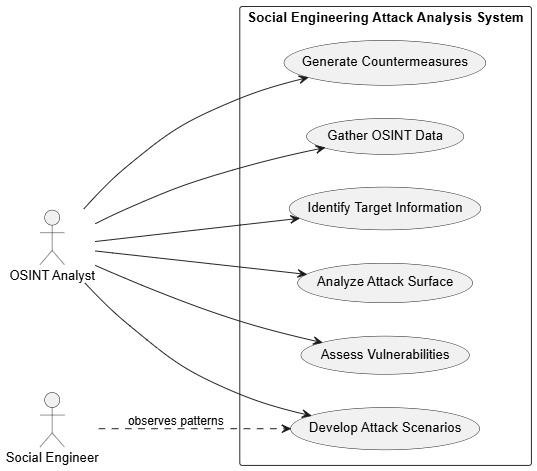 Social Engineering Attack Analysis System
Generate Countermeasures
Gather OSINT Data
Identify Target Information
OSINT Analyst
Analyze Attack Surface
Assess Vulnerabilities
observes patterns
Develop Attack Scenarios
Social Engineer